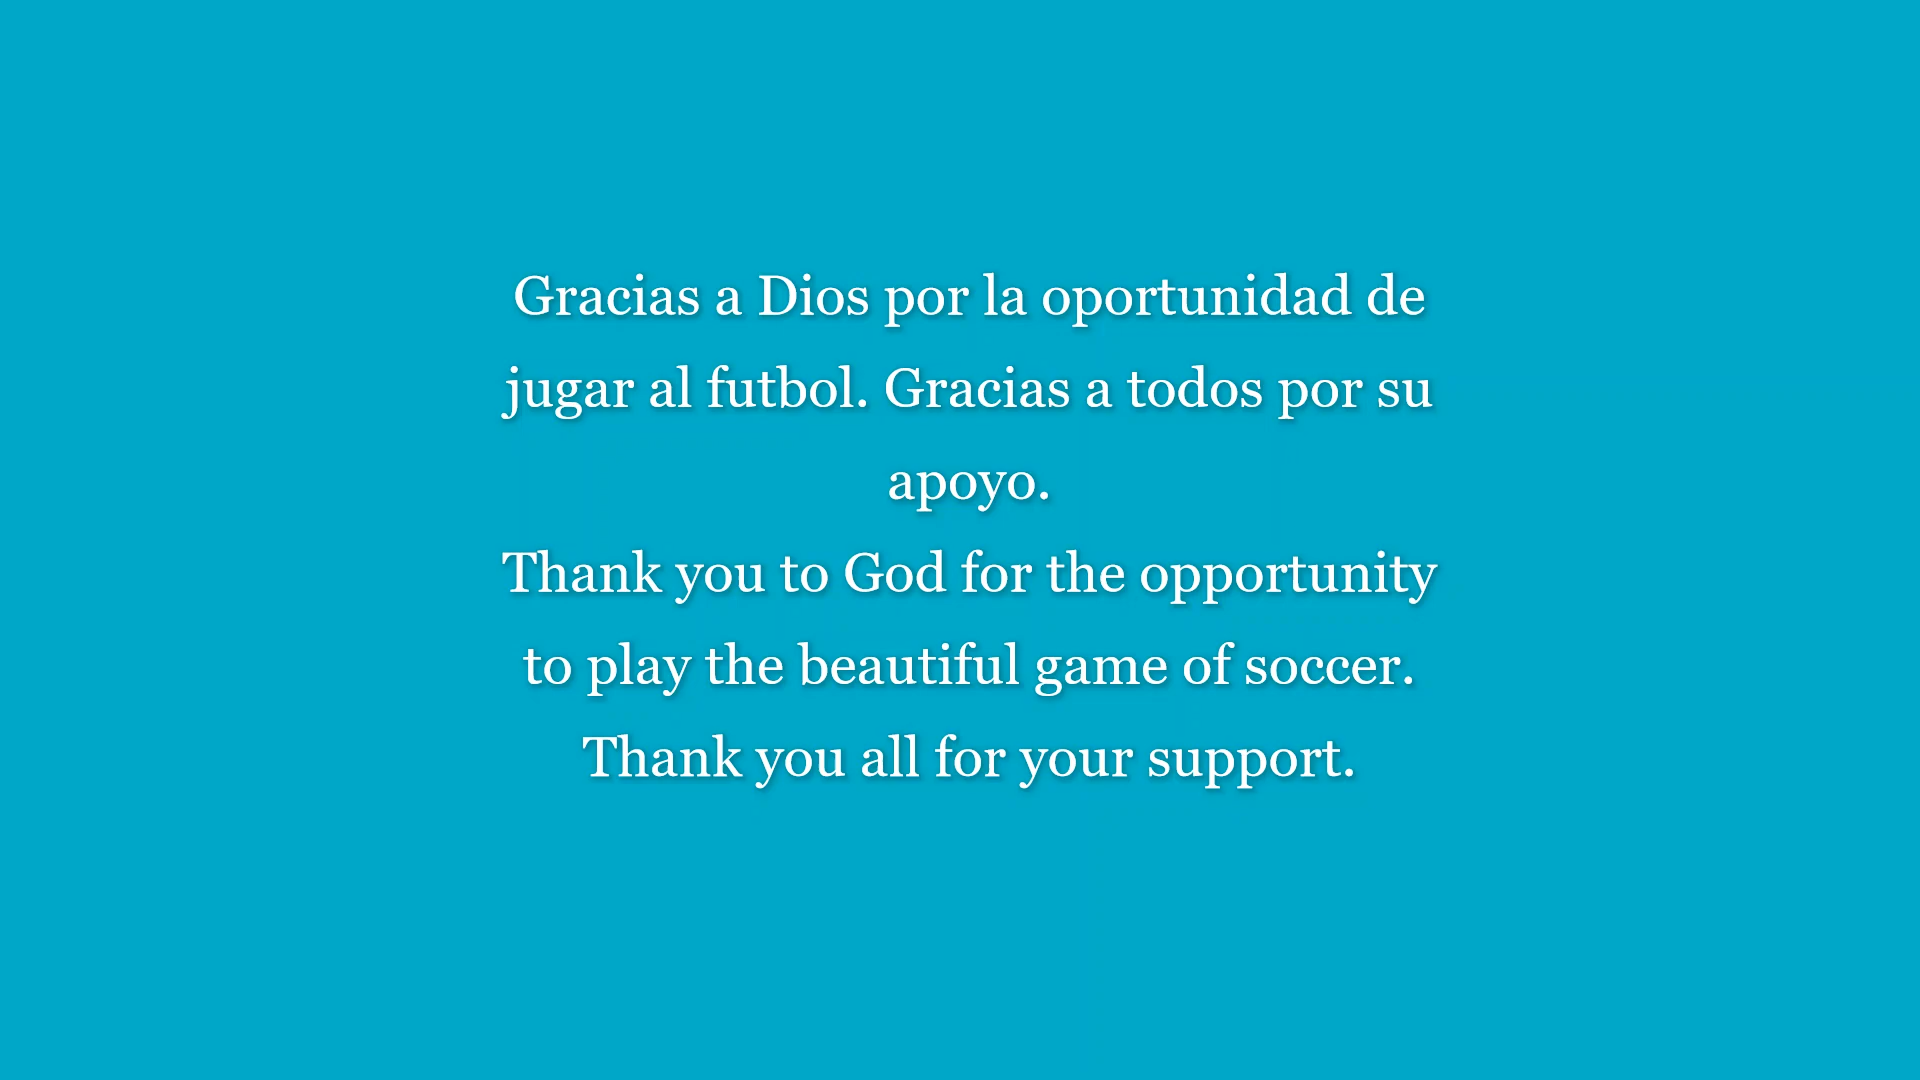 Gracias a Dios por la oportunidad de
jugar al futbol. Gracias a todos por su
apoyo.
Thank you to God for the opportunity
to play the beautiful game of soccer.
Thank you all for your support.